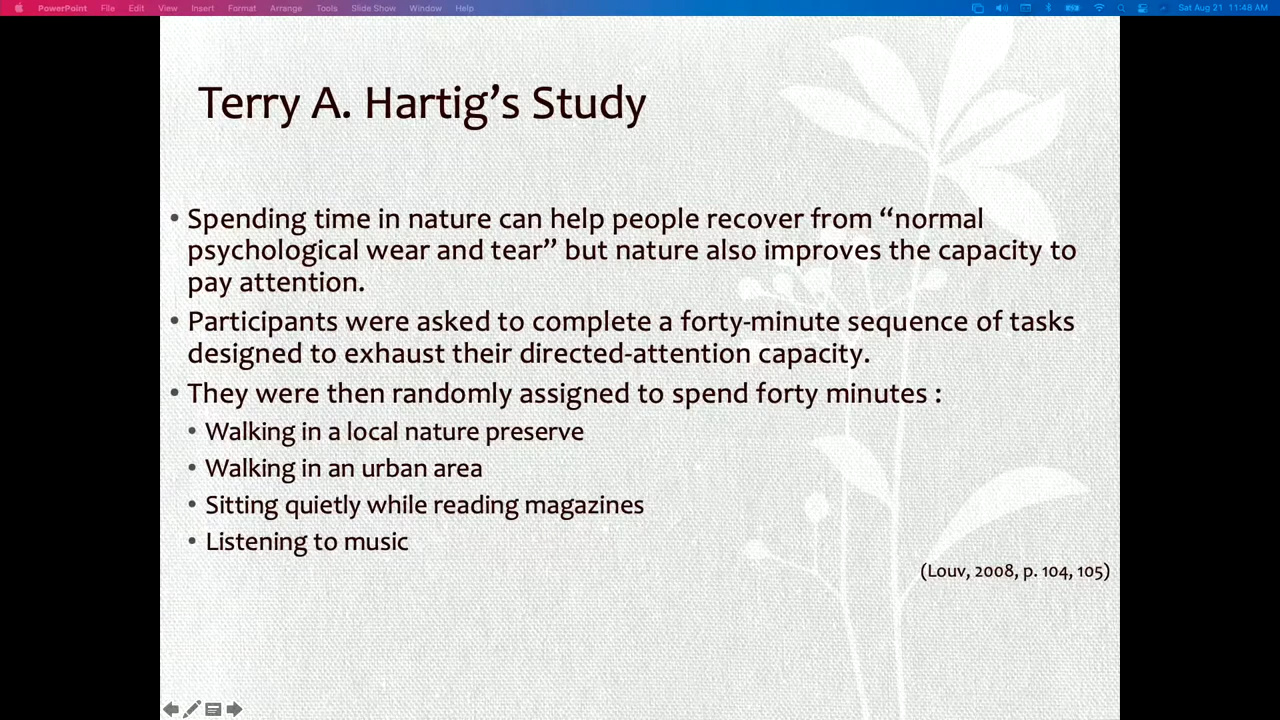 PowerPoint File Edit View Insert Format Arrange Tools Slide Show Window Help Sat Aug 21 11:48 AM
Terry A. Hartig’s Study
• Spending time in nature can help people recover from “normal
psychological wear and tear” but nature also improves the capacity to
pay attention.
• Participants were asked to complete a forty-minute sequence of tasks
designed to exhaust their directed-attention capacity.
• They were then randomly assigned to spend forty minutes :
• Walking in a local nature preserve
• Walking in an urban area
• Sitting quietly while reading magazines
• Listening to music
(Louv, 2008, p. 104, 105)